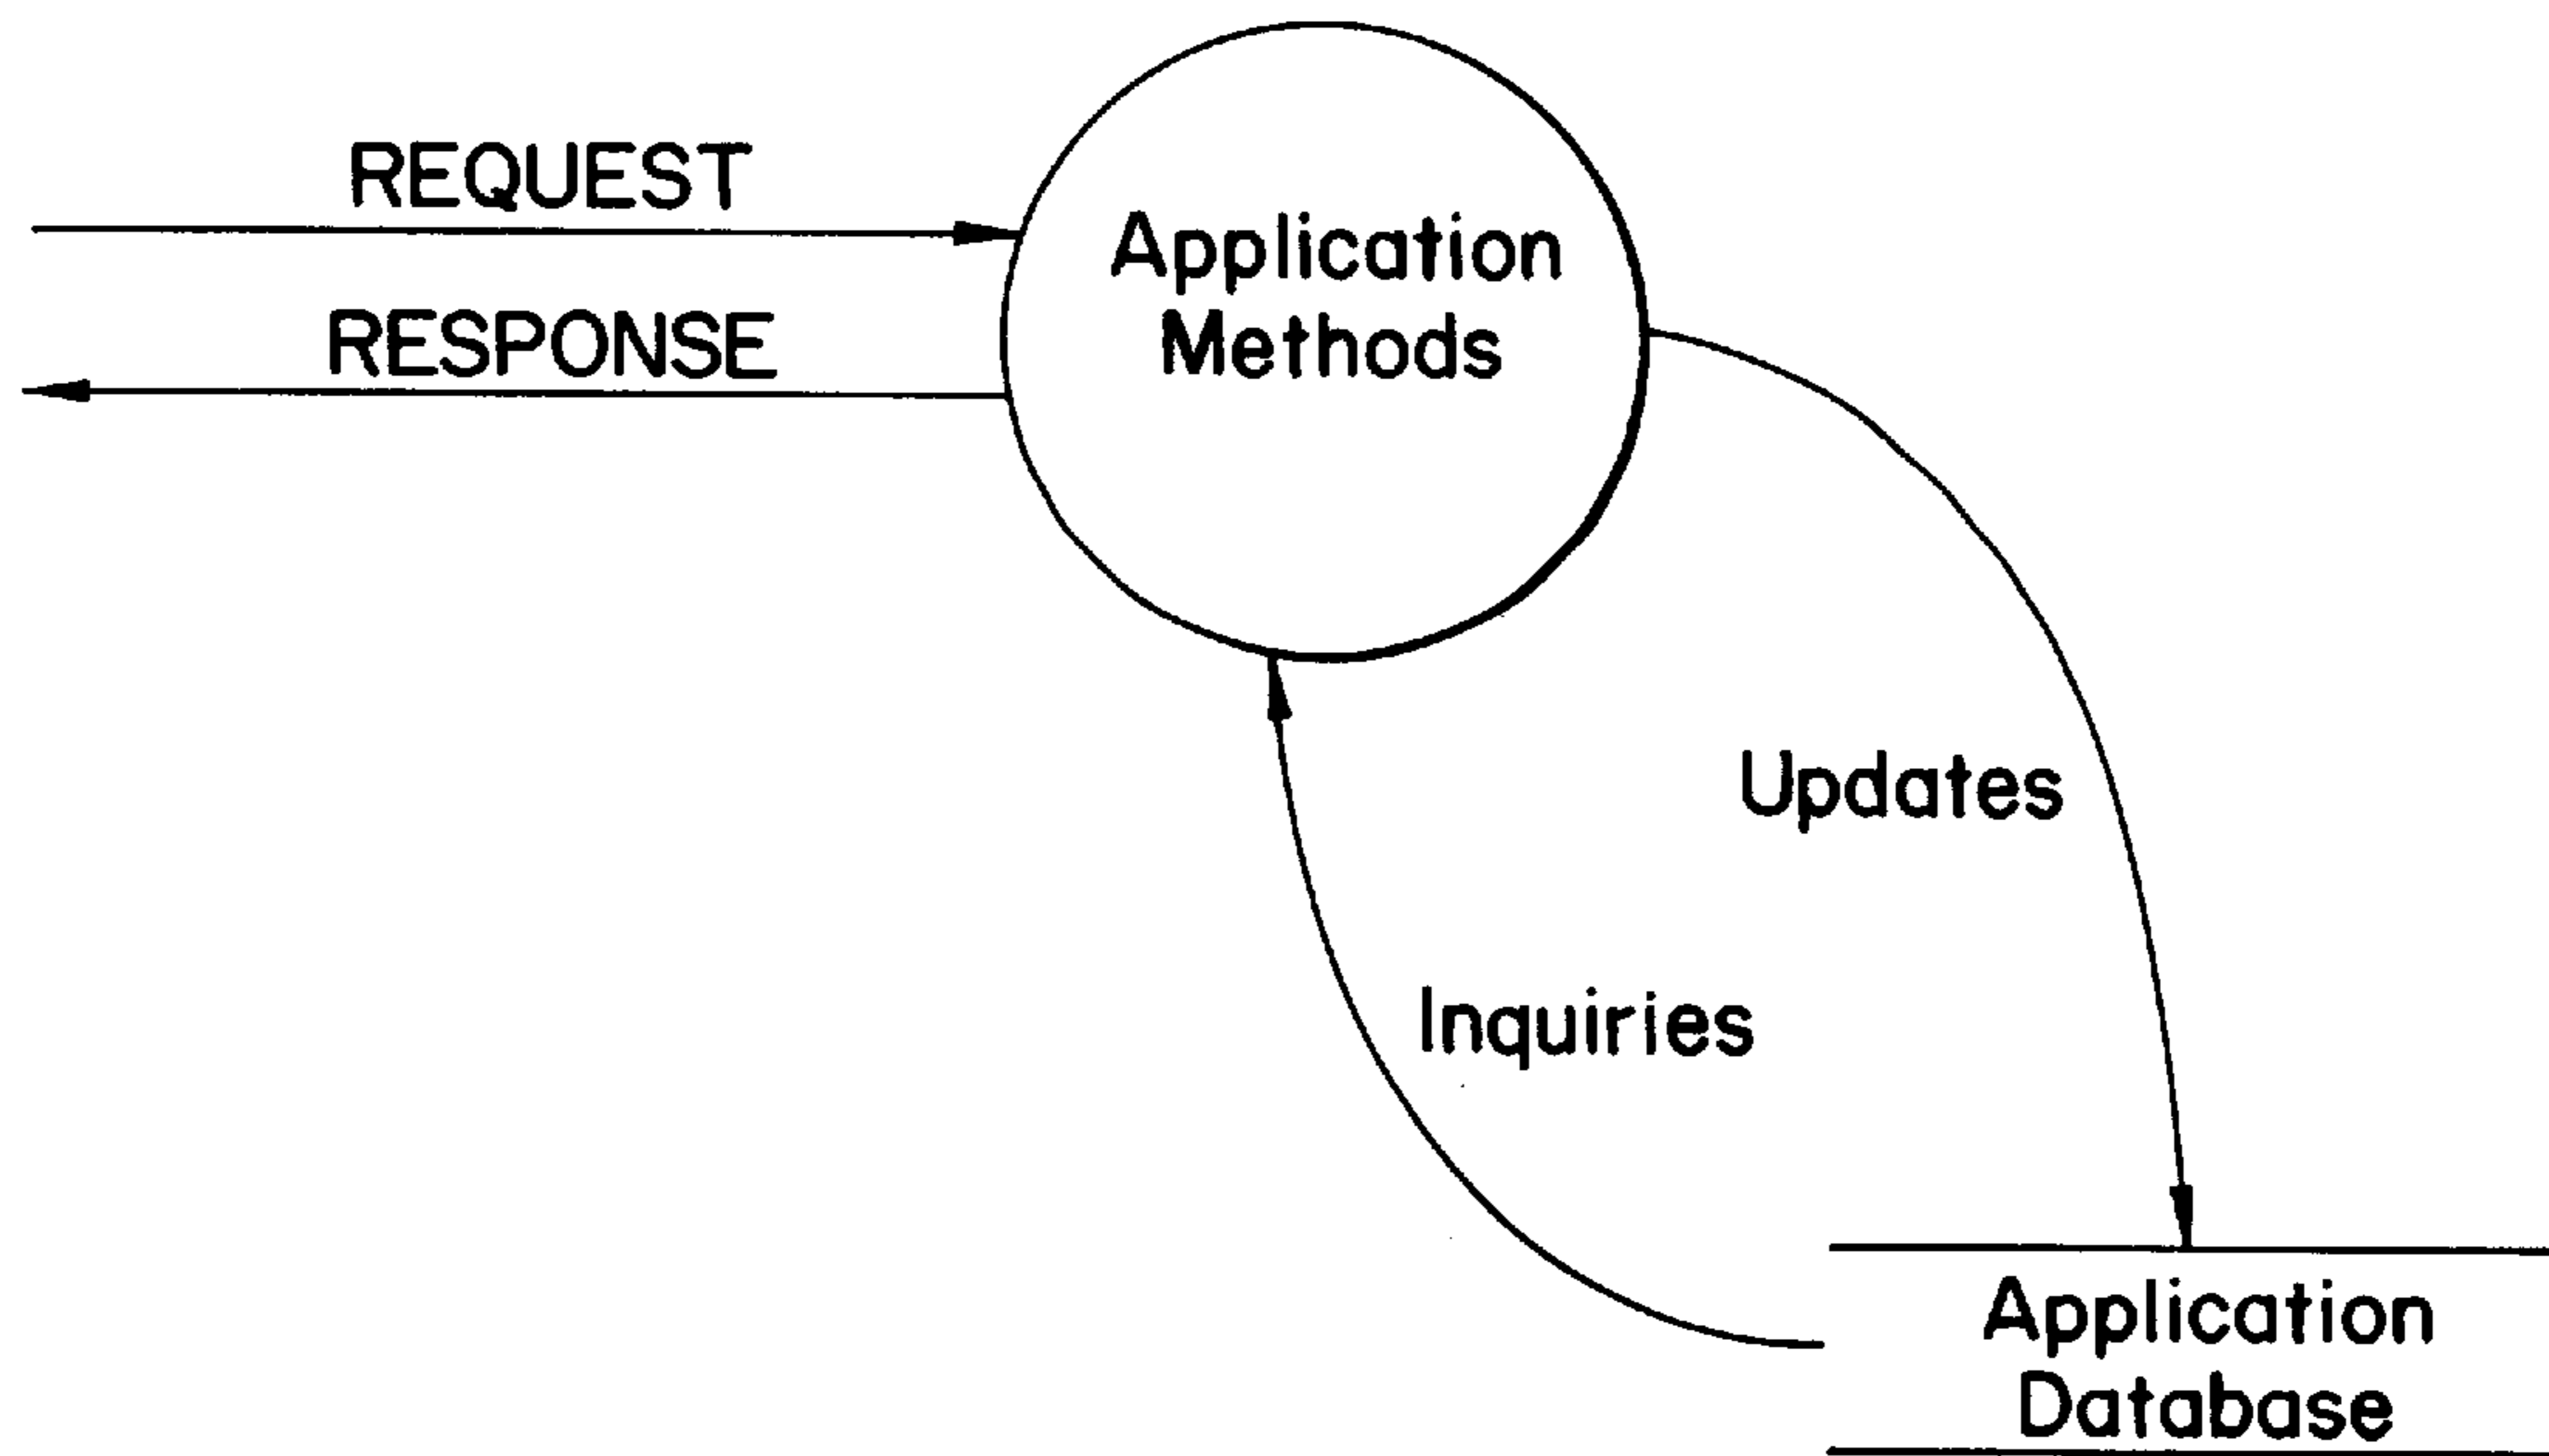 REQUEST
RESPONSE
Application
Methods
Updates
Inquiries
Application
Database